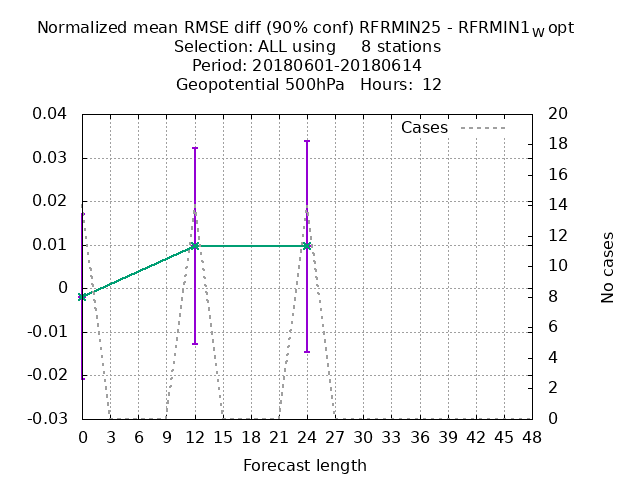 Normalized mean RMSE diff (90% conf) RFRMIN25 - RFRMIN1wopt
Selection: ALL using 8 stations
Period: 20180601-20180614
Geopotential 500hPa Hours: 12
Cases
0.04
0.03
0.02
0.01
0
-0.01
-0.02
-0.03
20
18
16
14
12
10
8
6
4
2
0
No cases
0 3 6 9 12 15 18 21 24 27 30 33 36 39 42 45 48
Forecast length